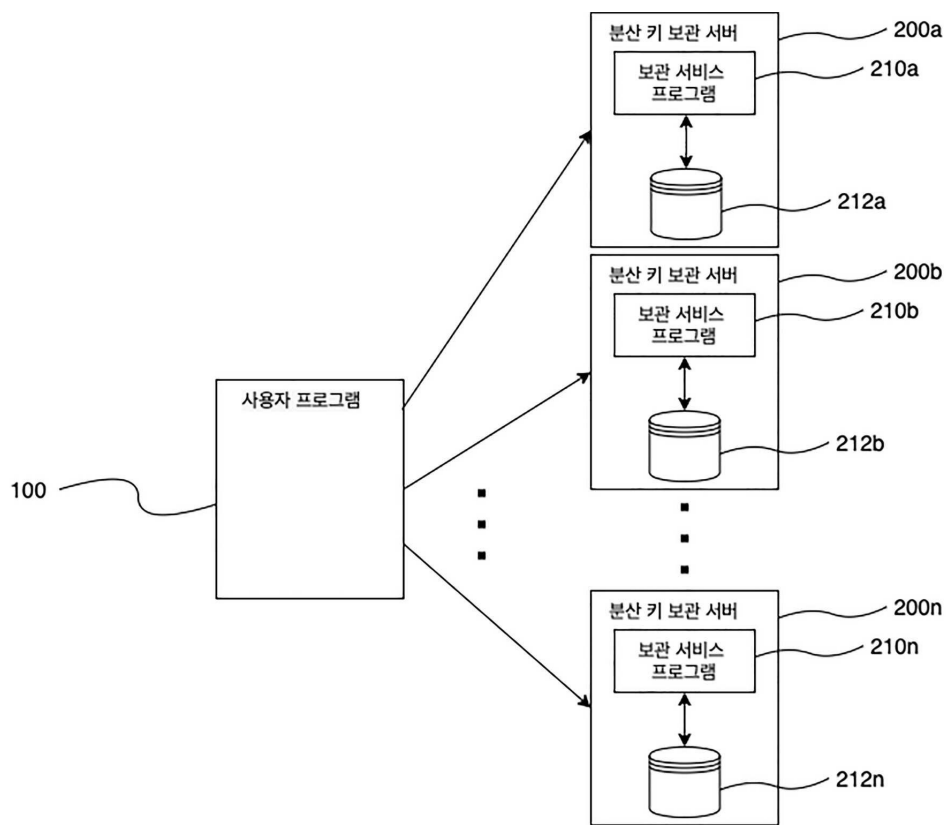 분산 키 보관 서버
200a
보관 서비스
프로그램
210a
212a
분산 키 보관 서버
200b
보관 서비스
프로그램
210b
사용자 프로그램
212b
100
분산 키 보관 서버
200n
보관 서비스
프로그램
210n
212n